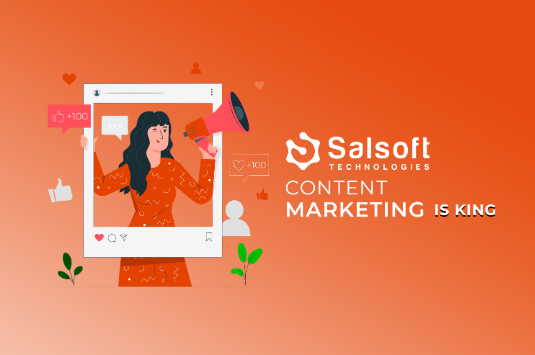 +100
+100
Salsoft
TECHNOLOGIES
CONTENT
MARKETING IS KING